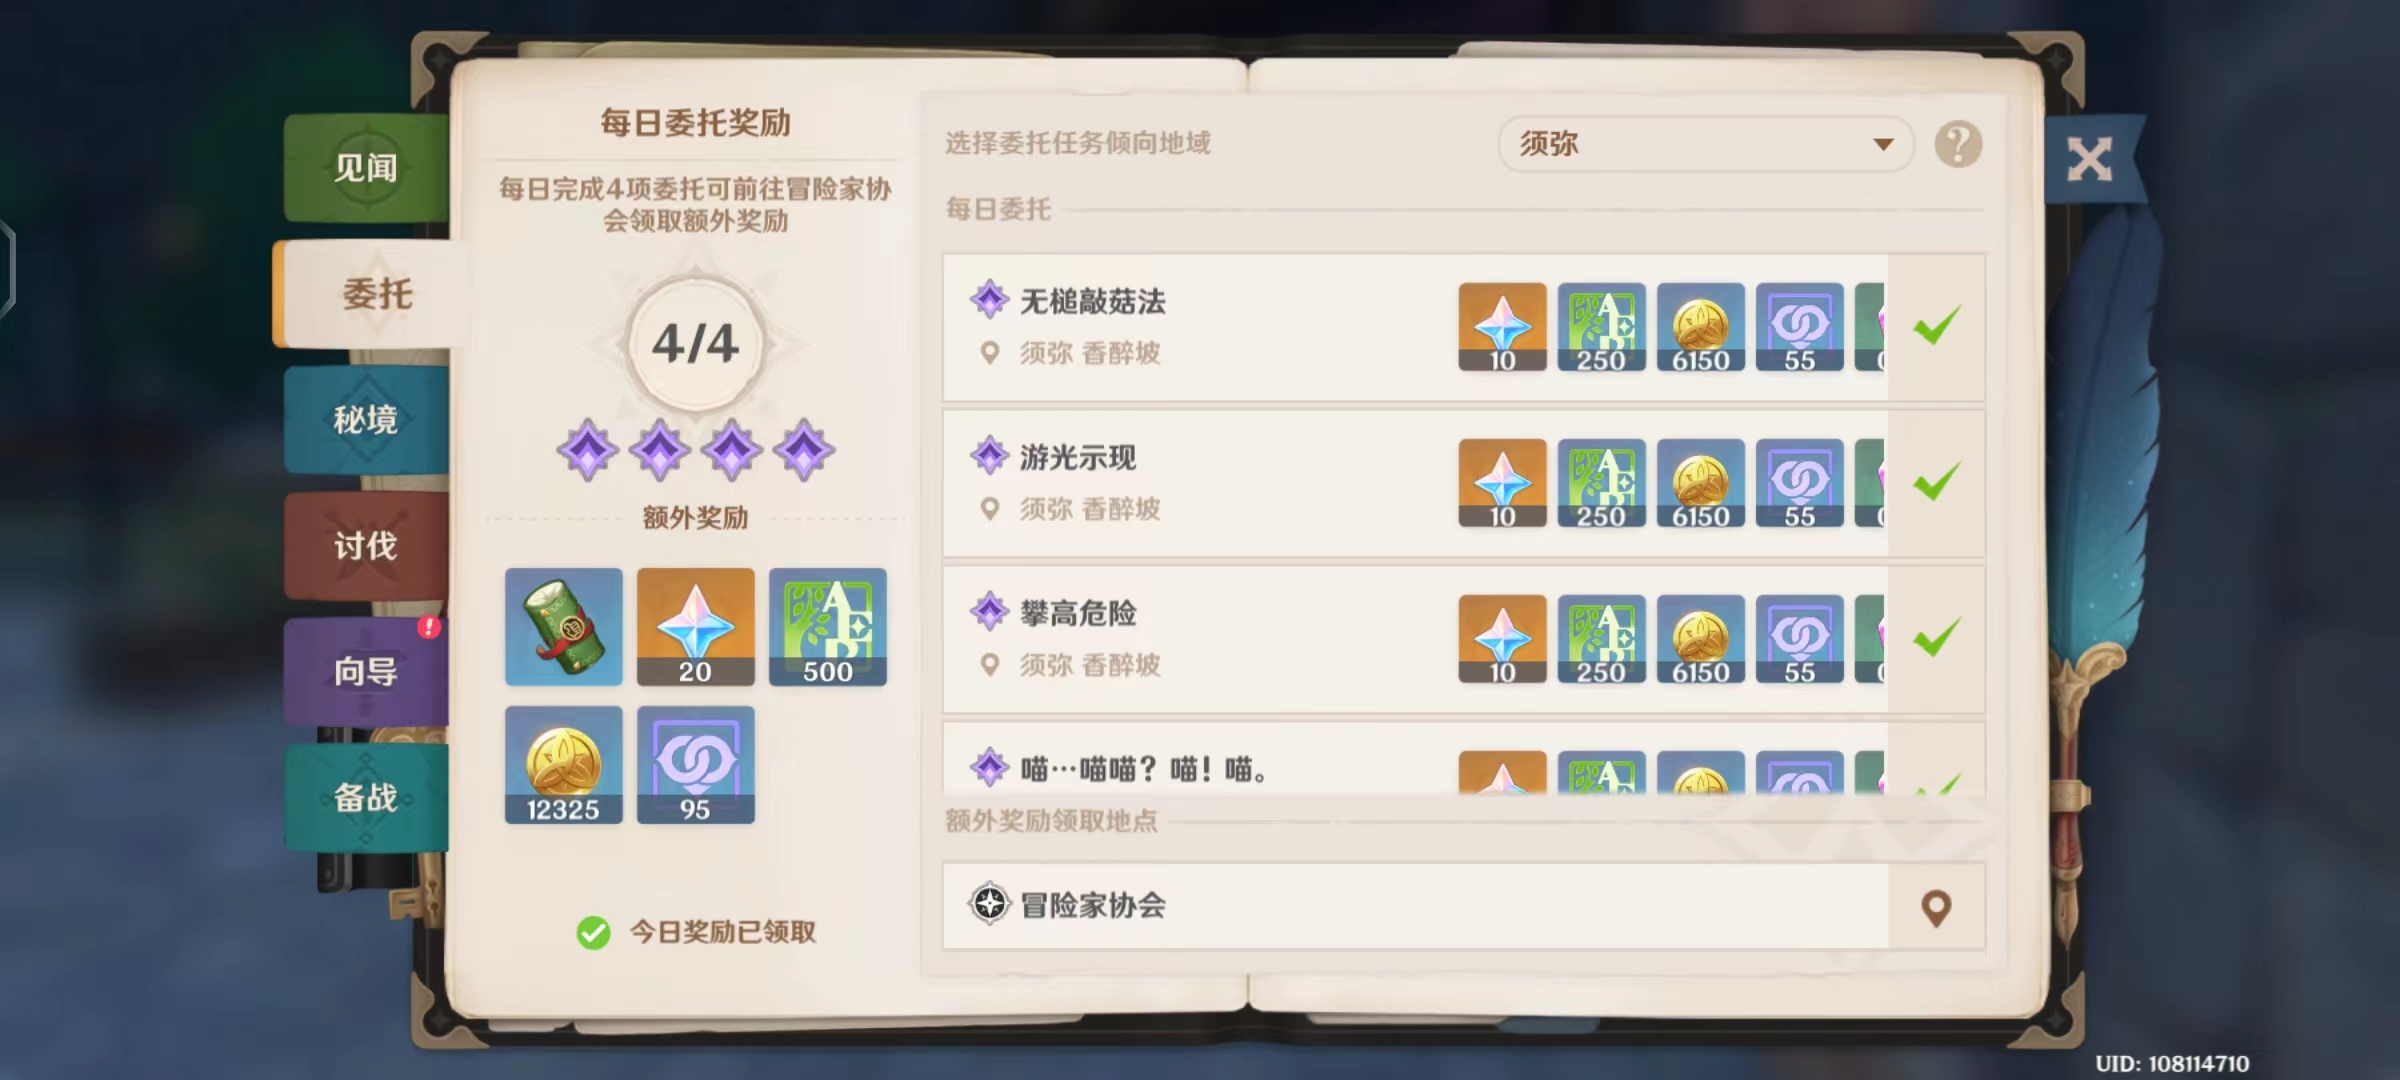 见闻
委托
秘境
讨伐
向导
备战
每日委托奖励
每日完成4项委托可前往冒险家协
会领取额外奖励
4/4
额外奖励
20
500
12325
95
今日奖励已领取
选择委托任务倾向地域
须弥
?
每日委托
无槌敲菇法
须弥 香醉坡
10
250
6150
55
游光示现
须弥 香醉坡
10
250
6150
55
攀高危险
须弥 香醉坡
10
250
6150
55
喵…喵喵？喵！喵。
额外奖励领取地点
冒险家协会
UID: 108114710